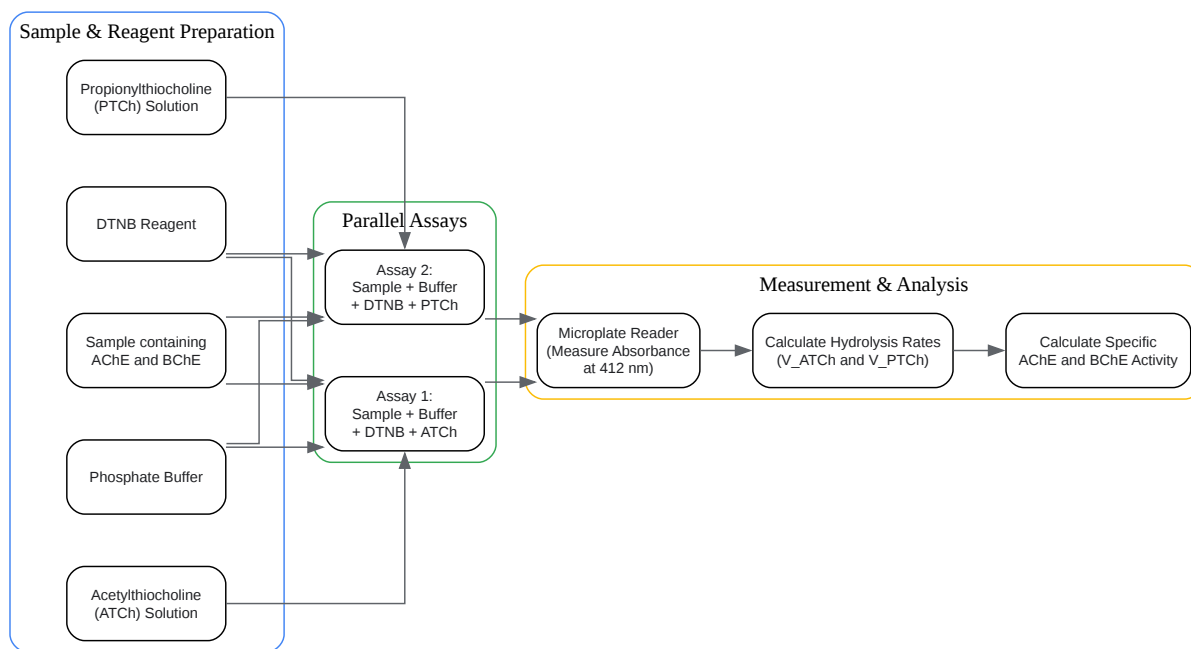 Sample & Reagent Preparation
Propionylthiocholine
(PTCh) Solution
DTNB Reagent
Sample containing
AChE and BChE
Phosphate Buffer
Acetylthiocholine
(ATCh) Solution
Parallel Assays
Assay 2:
Sample + Buffer
+ DTNB + PTCh
Assay 1:
Sample + Buffer
+ DTNB + ATCh
Measurement & Analysis
Microplate Reader
(Measure Absorbance
at 412 nm)
Calculate Hydrolysis Rates
(V_ATCh and V_PTCh)
Calculate Specific
AChE and BChE Activity